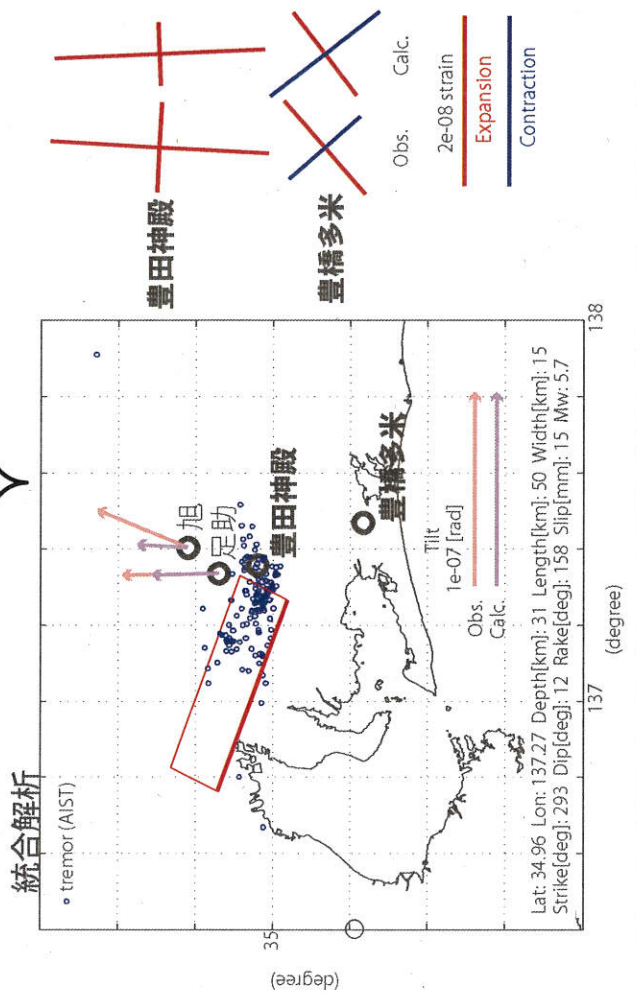 統合解析
tremor (AIST)
旭
足助
豊田神殿
豊橋多米
Tilt
1e-07 [rad]
Obs.
Calc.
Lat: 34.96 Lon: 137.27 Depth[km]: 31 Length[km]: 50 Width[km]: 15
Strike[deg]: 293 Dip[deg]: 12 Rake[deg]: 158 Slip[mm]: 15 Mw: 5.7
35
(degree)
137
138
(degree)
豊田神殿
豊橋多米
Obs.
Calc.
2e-08 strain
Expansion
Contraction